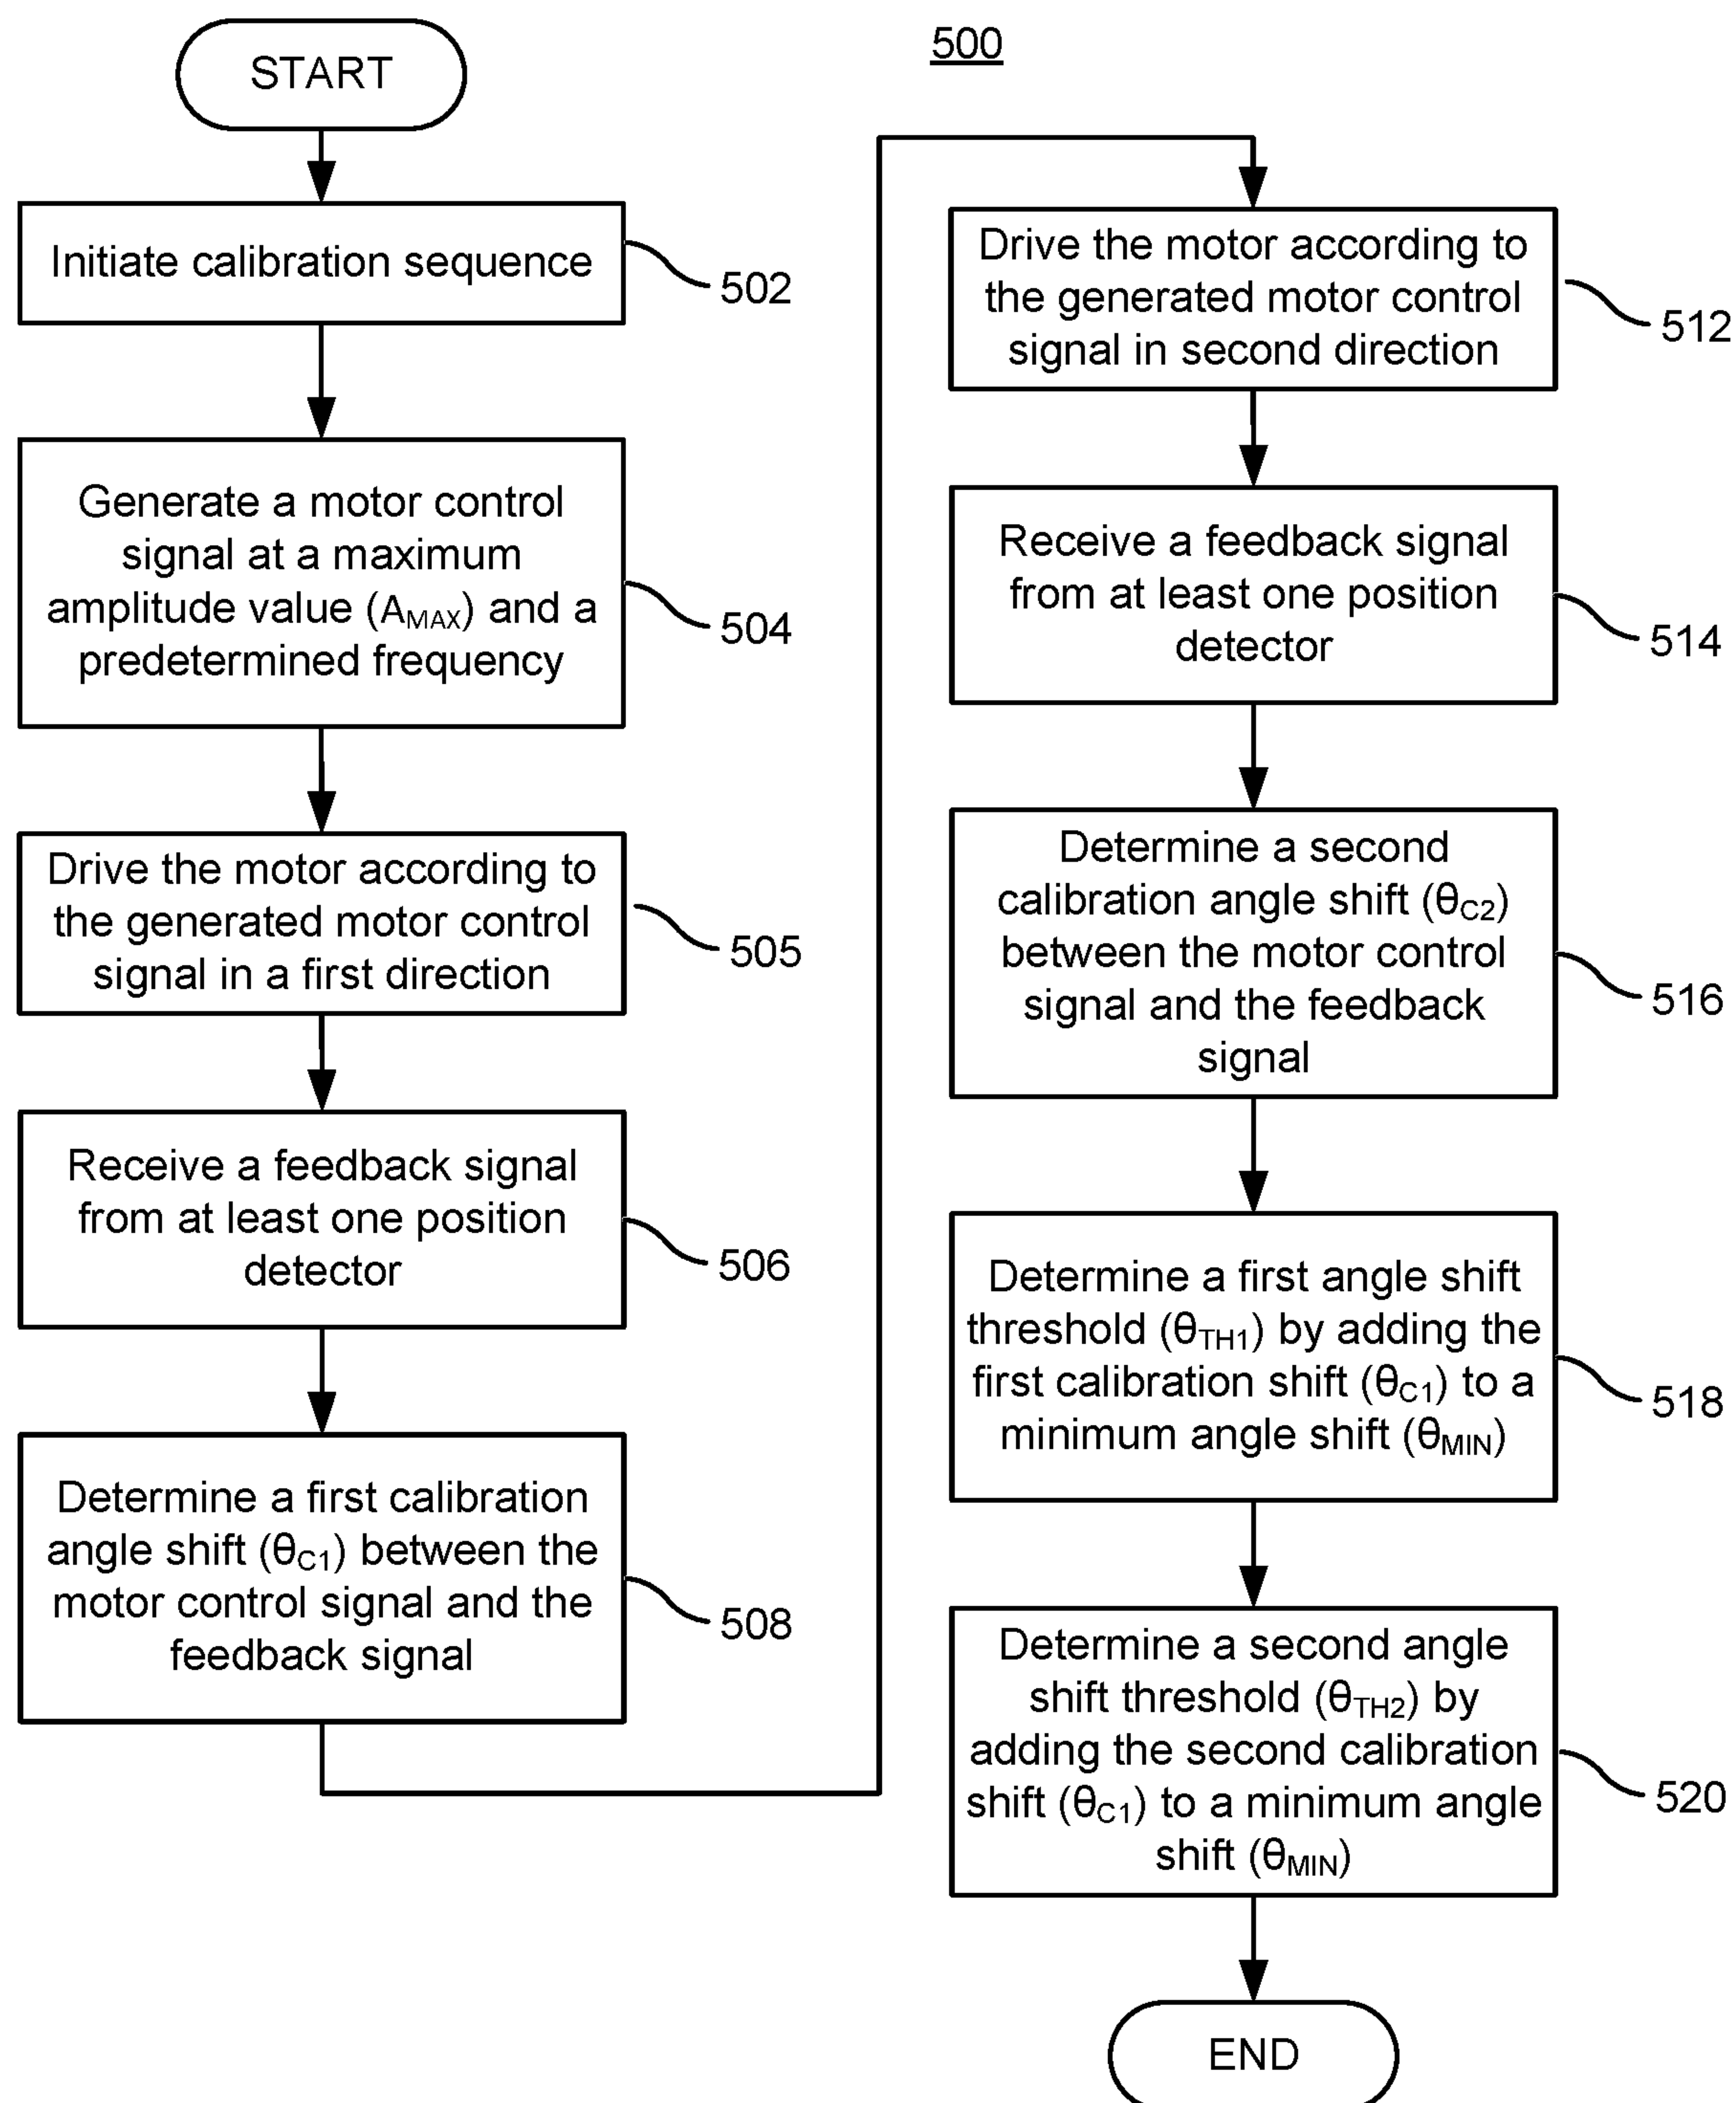 500
START
Initiate calibration sequence
502
Generate a motor control
signal at a maximum
amplitude value (AMAX) and a
predetermined frequency
504
Drive the motor according to
the generated motor control
signal in a first direction
505
Receive a feedback signal
from at least one position
detector
506
Determine a first calibration
angle shift (θC1) between the
motor control signal and the
feedback signal
508
Drive the motor according to
the generated motor control
signal in second direction
512
Receive a feedback signal
from at least one position
detector
514
Determine a second
calibration angle shift (θC2)
between the motor control
signal and the feedback
signal
516
Determine a first angle shift
threshold (θTH1) by adding the
first calibration shift (θC1) to a
minimum angle shift (θMIN)
518
Determine a second angle
shift threshold (θTH2) by
adding the second calibration
shift (θC1) to a minimum angle
shift (θMIN)
520
END